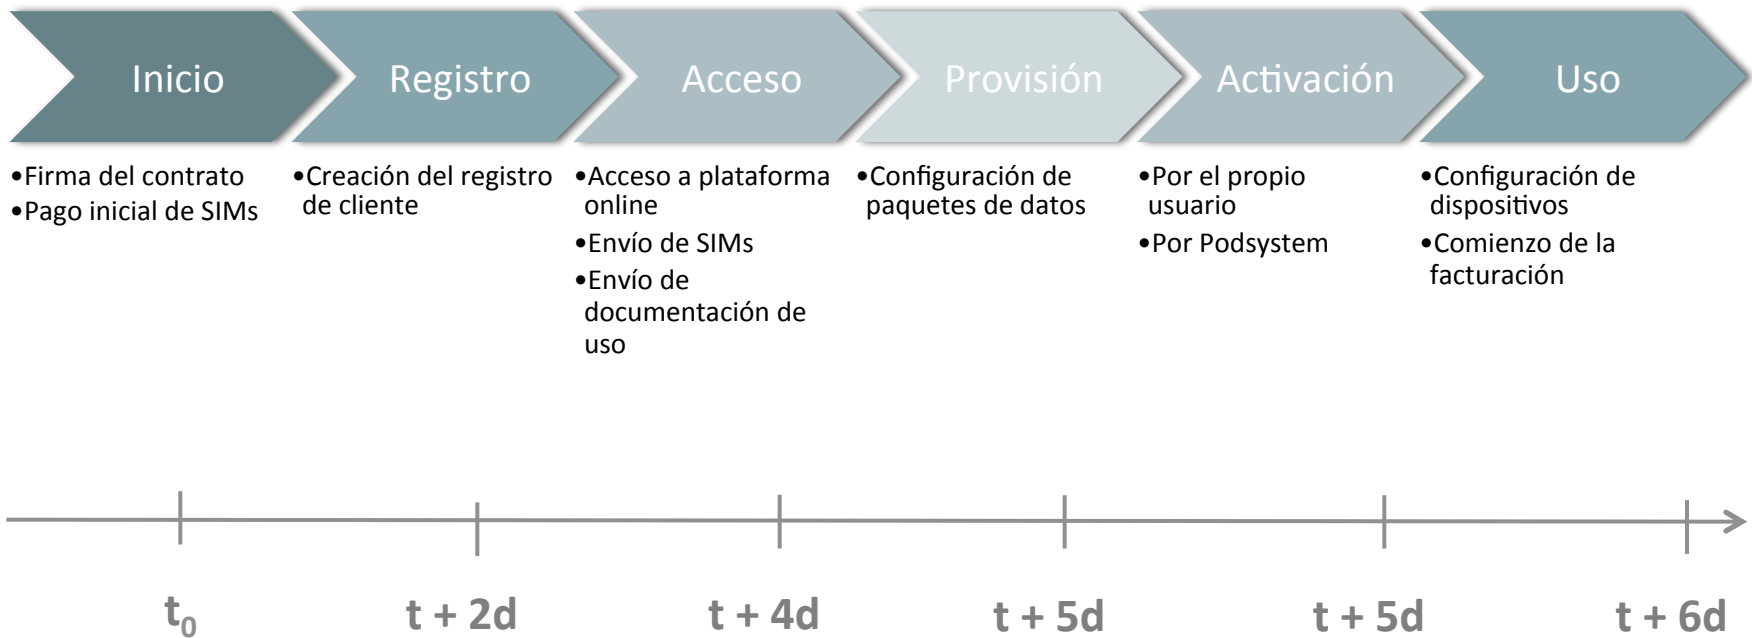 Inicio
Registro
Acceso
Provisión
Activación
Uso
•Firma del contrato
•Pago inicial de SIMs
•Creación del registro
de cliente
•Acceso a plataforma
online
•Envío de SIMs
•Envío de
documentación de
uso
•Configuración de
paquetes de datos
•Por el propio
usuario
•Por Podsystem
•Configuración de
dispositivos
•Comienzo de la
facturación
t₀
t + 2d
t + 4d
t + 5d
t + 5d
t + 6d